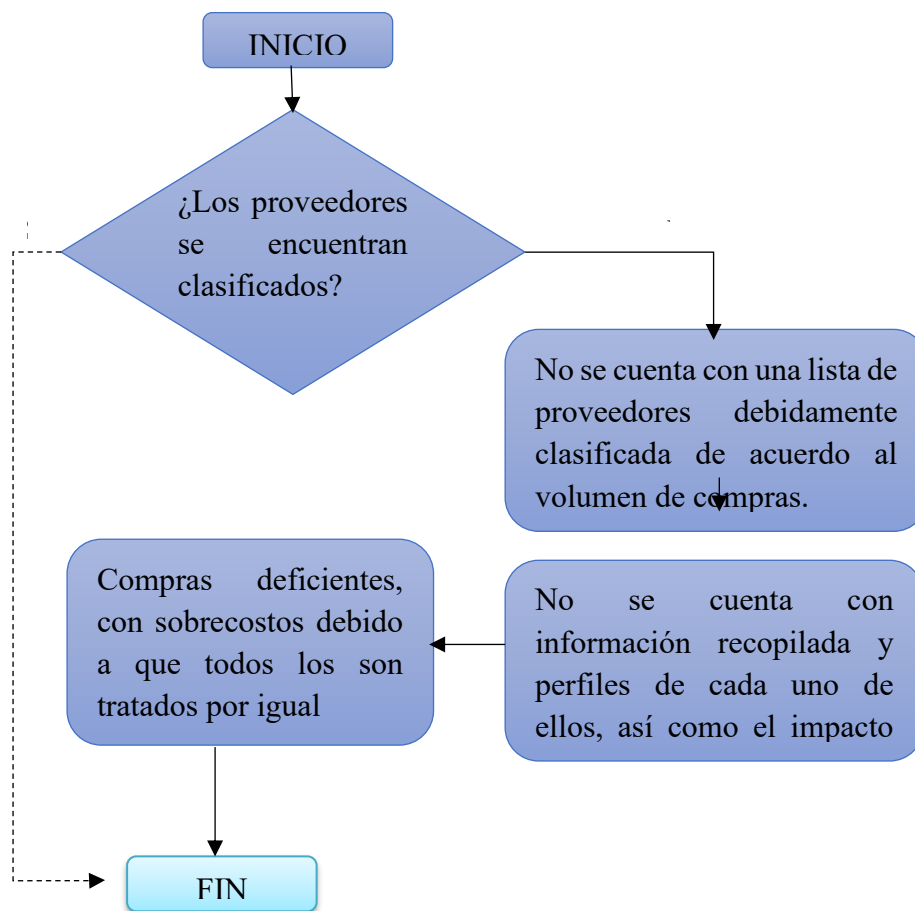 INICIO
¿Los proveedores
se encuentran
clasificados?
No se cuenta con una lista de
proveedores debidamente
clasificada de acuerdo al
volumen de compras.
No se cuenta con
información recopilada y
perfiles de cada uno de
ellos, así como el impacto
Compras deficientes,
con sobrecostos debido
a que todos los son
tratados por igual
FIN